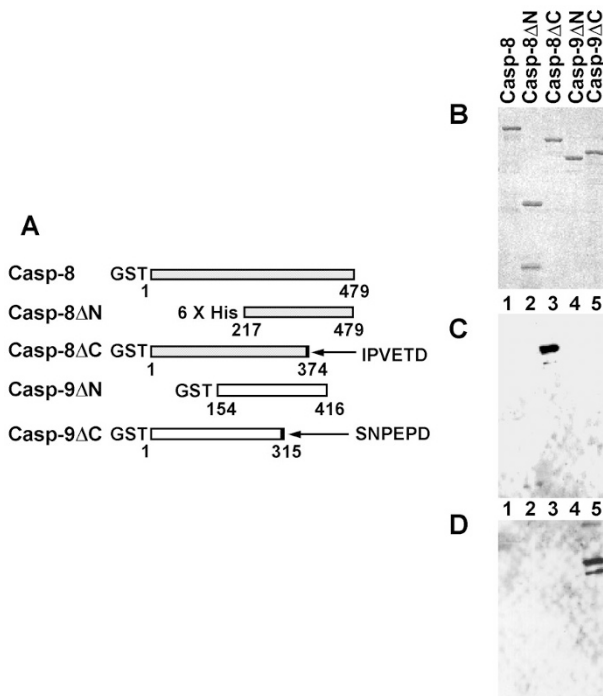 Casp-8
Casp-8ΔN
Casp-8ΔC
Casp-9ΔN
Casp-9ΔC
B
A
Casp-8 GST
1 479
Casp-8ΔN 6 X His
217 479
Casp-8ΔC GST IPVETD
1 374
Casp-9ΔN GST
154 416
Casp-9ΔC GST SNPEPD
1 315
1 2 3 4 5
C
1 2 3 4 5
D